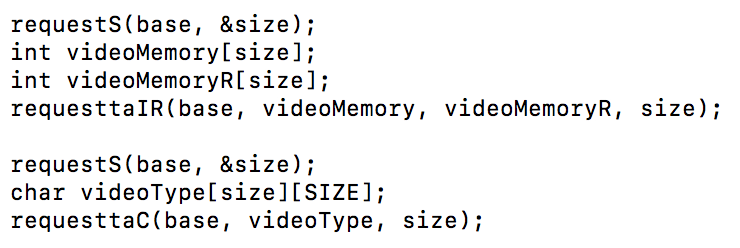 requestS(base, &size);
int videoMemory[size];
int videoMemoryR[size];
requesttaIR(base, videoMemory, videoMemoryR, size);
requestS(base, &size);
char videoType[size][SIZE];
requesttaC(base, videoType, size);